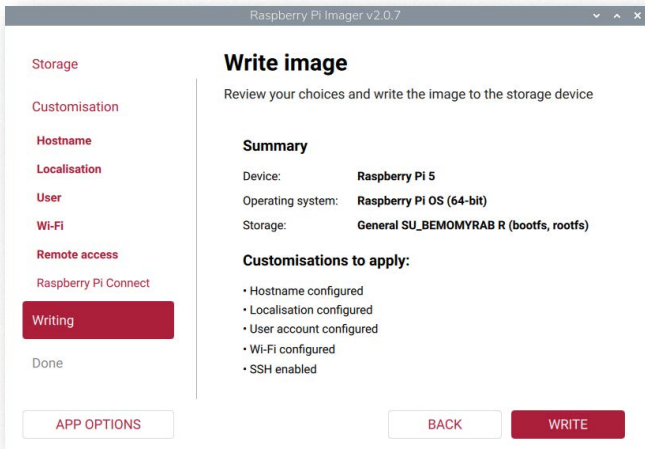 Raspberry Pi Imager v2.0.7
Storage
Customisation
Hostname
Localisation
User
Wi-Fi
Remote access
Raspberry Pi Connect
Writing
Done
APP OPTIONS
Write image
Review your choices and write the image to the storage device
Summary
Device: Raspberry Pi 5
Operating system: Raspberry Pi OS (64-bit)
Storage: General SU_BEMOMYRAB R (bootfs, rootfs)
Customisations to apply:
• Hostname configured
• Localisation configured
• User account configured
• Wi-Fi configured
• SSH enabled
BACK
WRITE